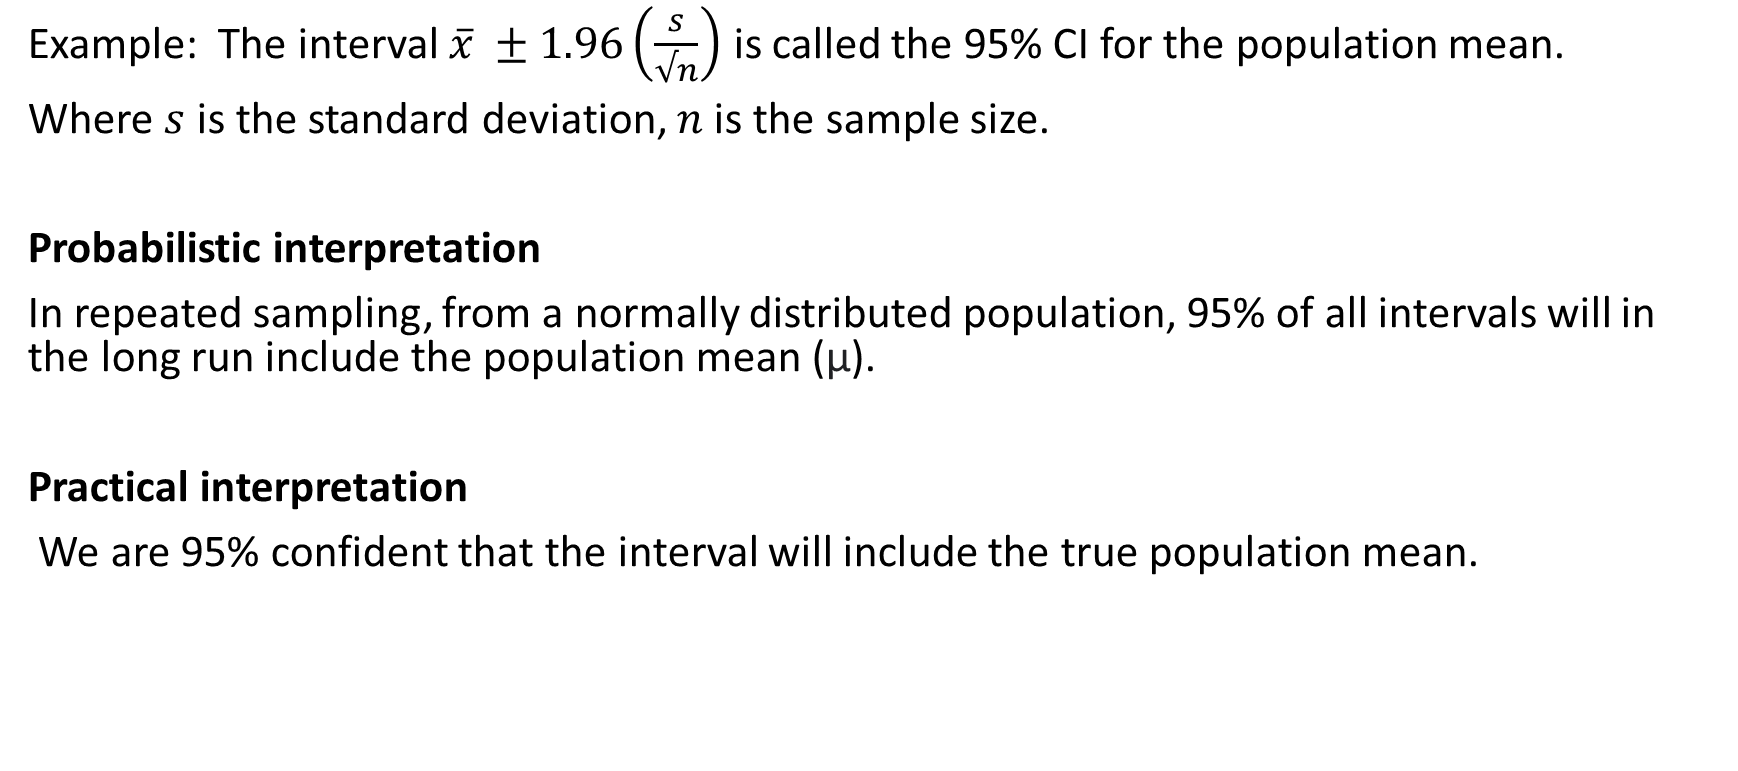 Example:  The interval x̄ ± 1.96 (s/√n) is called the 95% CI for the population mean.
Where s is the standard deviation, n is the sample size.
Probabilistic interpretation
In repeated sampling, from a normally distributed population, 95% of all intervals will in
the long run include the population mean (μ).
Practical interpretation
We are 95% confident that the interval will include the true population mean.